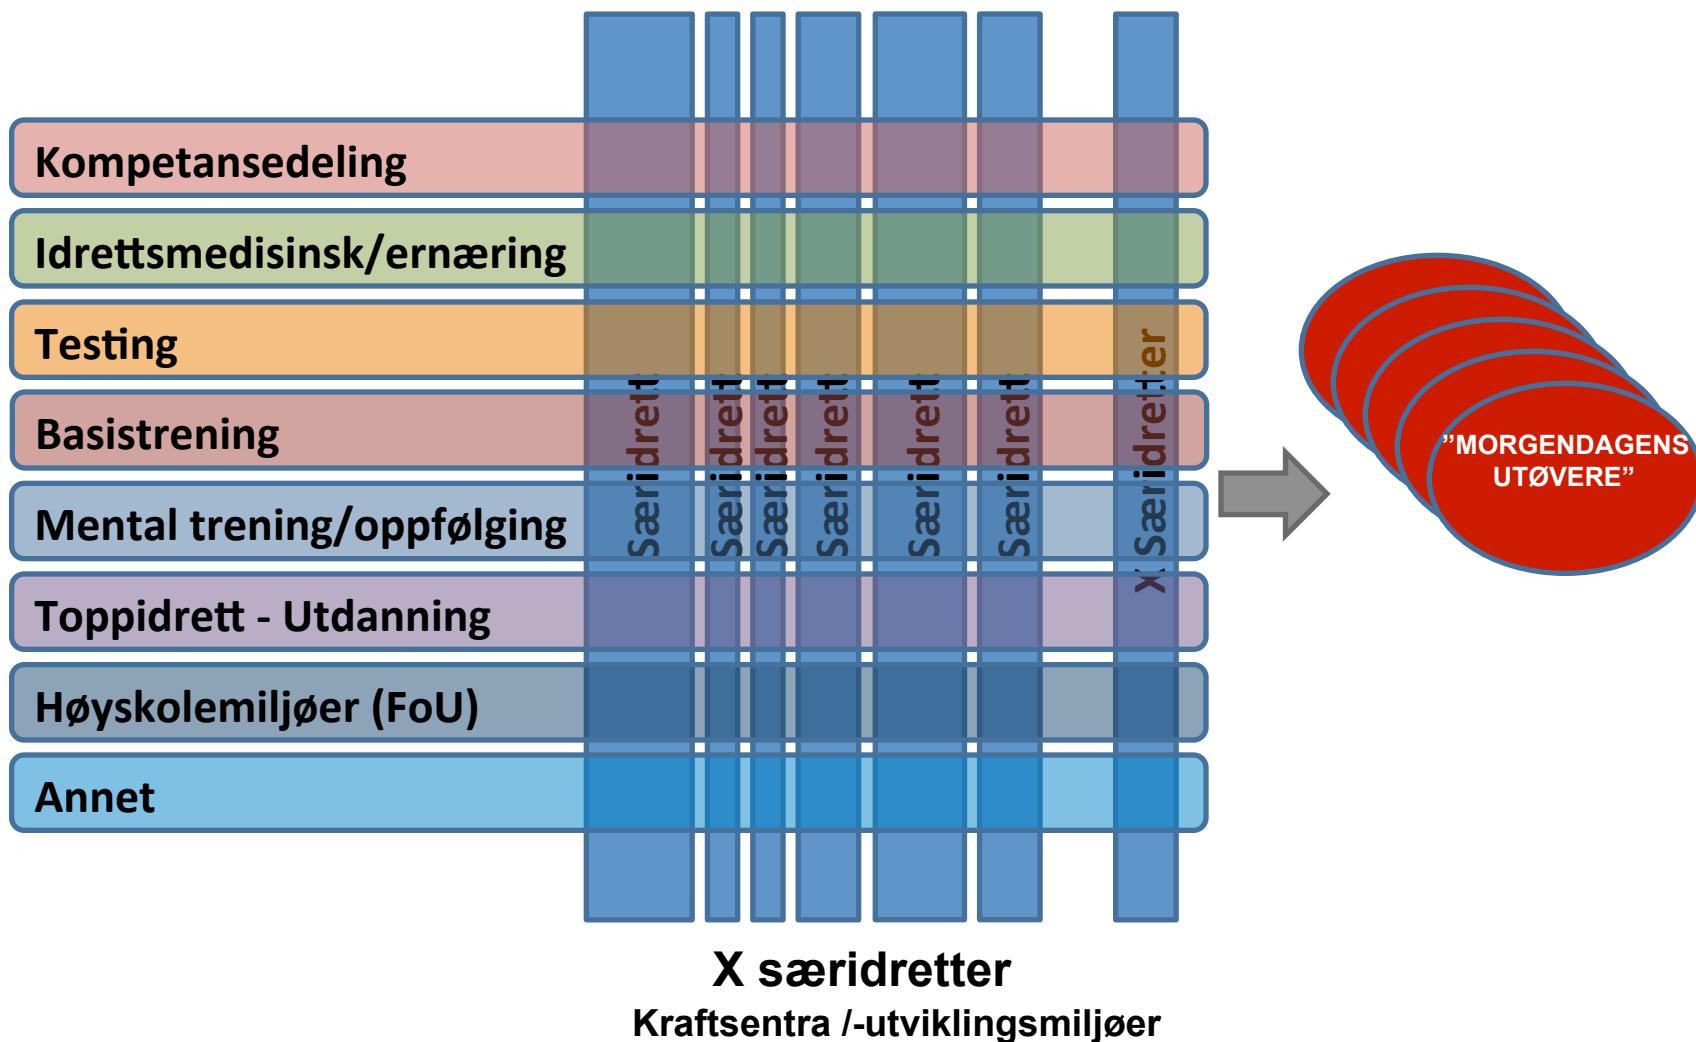 Kompetansedeling
Idrettsmedisinsk/ernæring
Testing
Basistrening
Mental trening/oppfølging
Toppidrett - Utdanning
Høyskolemiljøer (FoU)
Annet
Særidrett
Særidrett
Særidrett
Særidrett
Særidrett
Særidrett
X Særidretter
”MORGENDAGENS
UTØVERE”
X særidretter
Kraftsentra /-utviklingsmiljøer